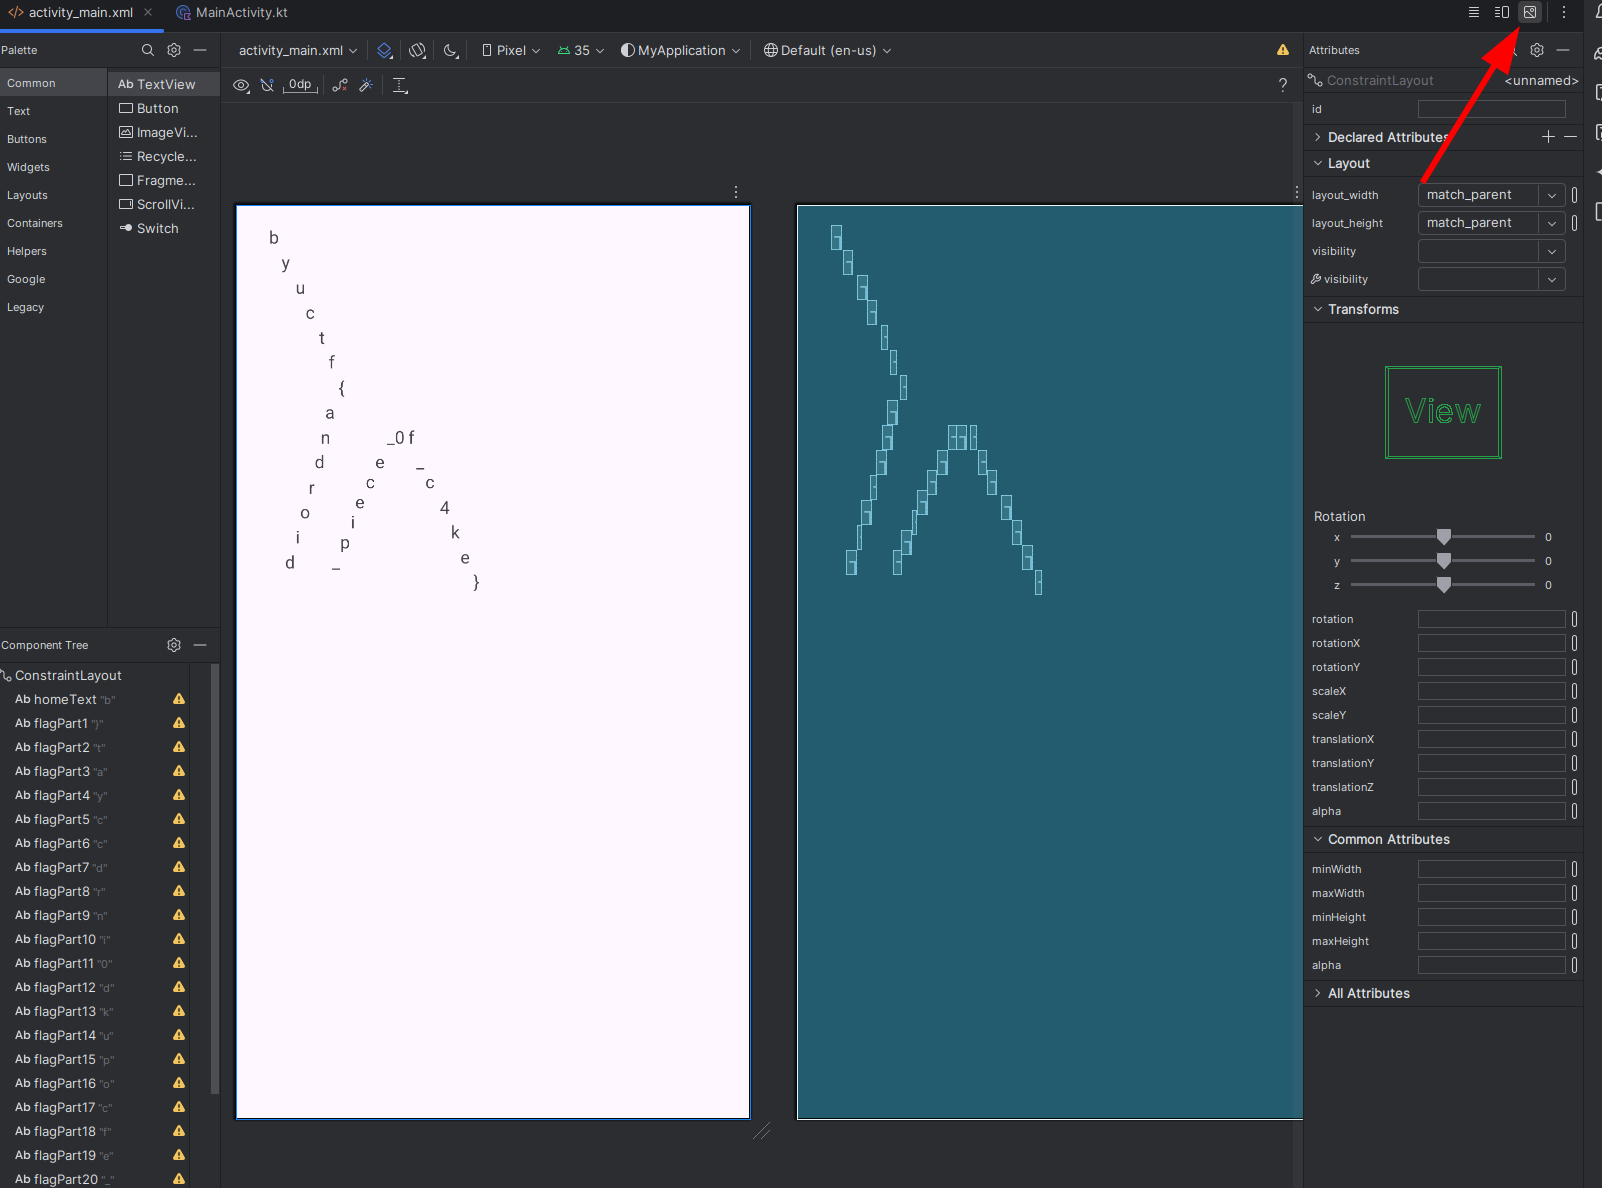 activity_main.xml
MainActivity.kt
Palette
activity_main.xml
Pixel
35
MyApplication
Default (en-us)
Attributes
Common
Text
Buttons
Widgets
Layouts
Containers
Helpers
Google
Legacy
Ab TextView
Button
ImageVi...
Recycle...
Fragme...
ScrollVi...
Switch
0dp
?
b
y
u
c
t
f
{
a
n
d
r
o
i
d
_
p
i
e
c
e
_0f
_
c
4
k
e
}
ConstraintLayout
<unnamed>
id
Declared Attributes
Layout
layout_width match_parent
layout_height match_parent
visibility
visibility
Transforms
View
Rotation
x 0
y 0
z 0
rotation
rotationX
rotationY
scaleX
scaleY
translationX
translationY
translationZ
alpha
Common Attributes
minWidth
maxWidth
minHeight
maxHeight
alpha
All Attributes
Component Tree
ConstraintLayout
Ab homeText "b"
Ab flagPart1 "}"
Ab flagPart2 "t"
Ab flagPart3 "a"
Ab flagPart4 "y"
Ab flagPart5 "c"
Ab flagPart6 "c"
Ab flagPart7 "d"
Ab flagPart8 "r"
Ab flagPart9 "n"
Ab flagPart10 "i"
Ab flagPart11 "0"
Ab flagPart12 "d"
Ab flagPart13 "k"
Ab flagPart14 "u"
Ab flagPart15 "p"
Ab flagPart16 "o"
Ab flagPart17 "c"
Ab flagPart18 "f"
Ab flagPart19 "e"
Ab flagPart20 "_"